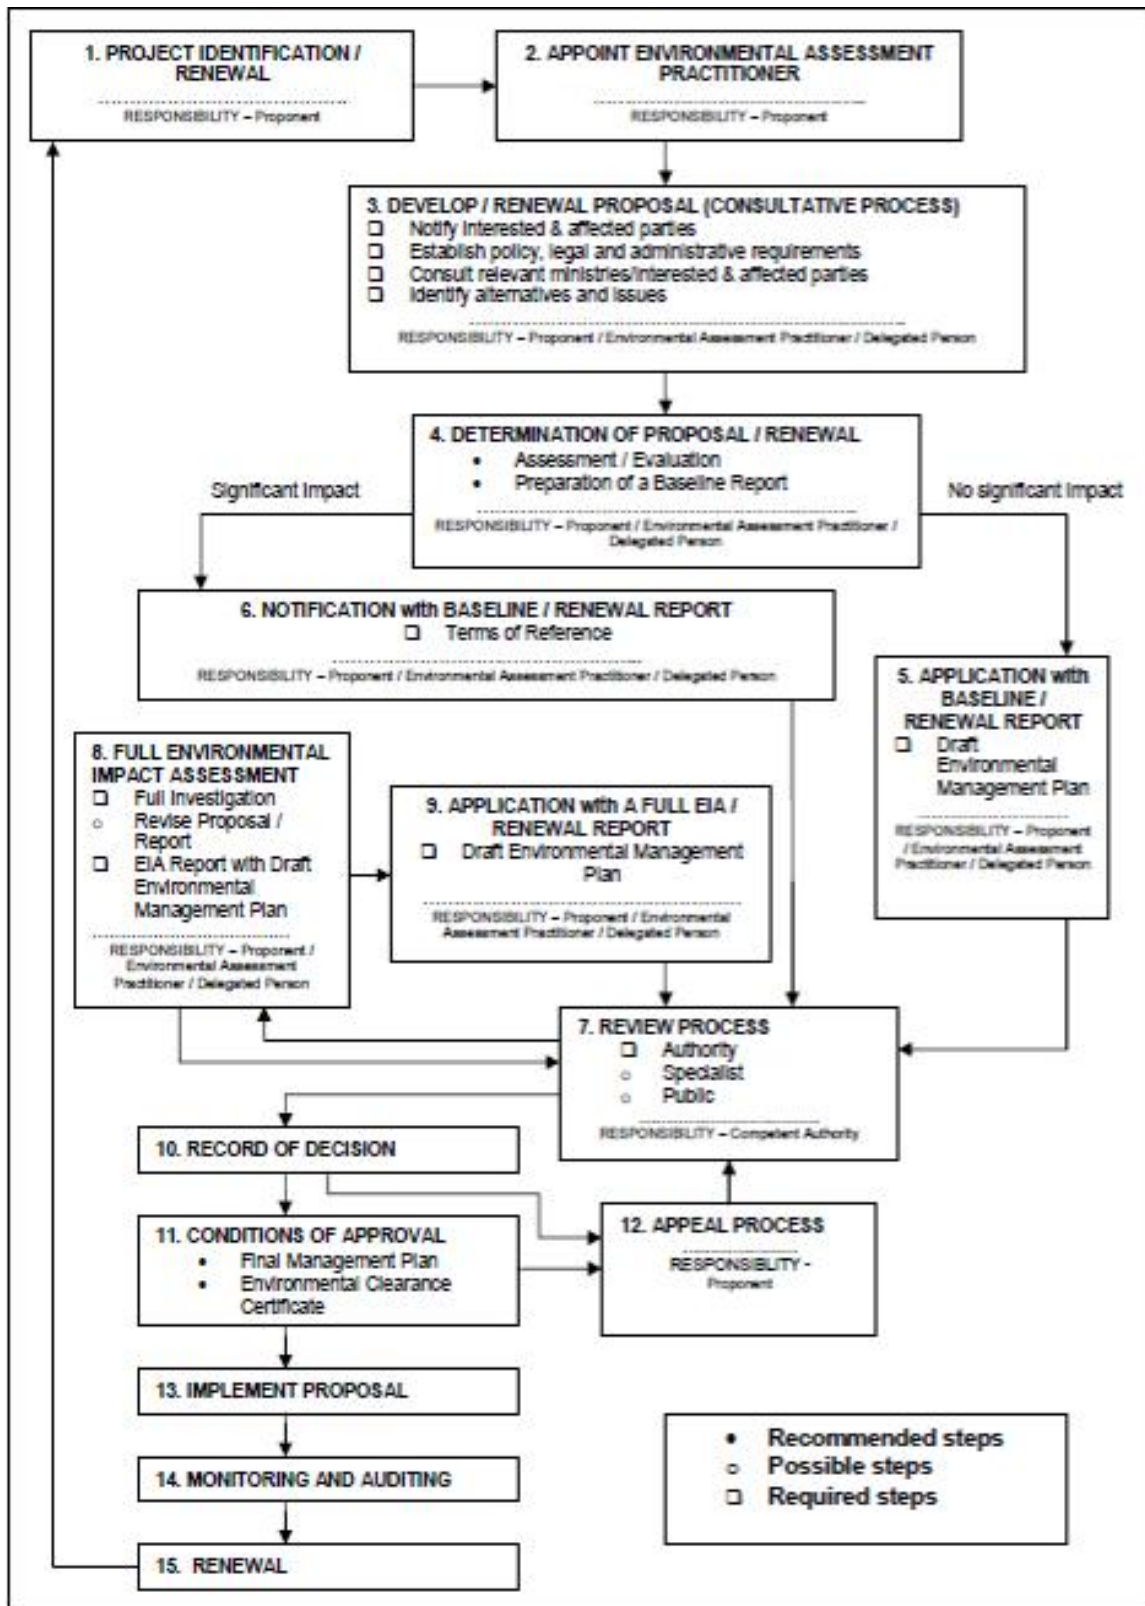 1. PROJECT IDENTIFICATION /
RENEWAL
RESPONSIBILITY – Proponent
2. APPOINT ENVIRONMENTAL ASSESSMENT
PRACTITIONER
RESPONSIBILITY – Proponent
3. DEVELOP / RENEWAL PROPOSAL (CONSULTATIVE PROCESS)
❑ Notify interested & affected parties
❑ Establish policy, legal and administrative requirements
❑ Consult relevant ministries/interested & affected parties
❑ Identify alternatives and issues
RESPONSIBILITY – Proponent / Environmental Assessment Practitioner / Delegated Person
4. DETERMINATION OF PROPOSAL / RENEWAL
• Assessment / Evaluation
• Preparation of a Baseline Report
RESPONSIBILITY – Proponent / Environmental Assessment Practitioner /
Delegated Person
Significant Impact
No significant impact
6. NOTIFICATION with BASELINE / RENEWAL REPORT
❑ Terms of Reference
RESPONSIBILITY – Proponent / Environmental Assessment Practitioner / Delegated Person
5. APPLICATION with
BASELINE /
RENEWAL REPORT
❑ Draft
Environmental
Management Plan
RESPONSIBILITY – Proponent
/ Environmental Assessment
Practitioner / Delegated Person
8. FULL ENVIRONMENTAL
IMPACT ASSESSMENT
❑ Full Investigation
o Revise Proposal /
Report
❑ EIA Report with Draft
Environmental
Management Plan
RESPONSIBILITY – Proponent /
Environmental Assessment
Practitioner / Delegated Person
9. APPLICATION with A FULL EIA /
RENEWAL REPORT
❑ Draft Environmental Management
Plan
RESPONSIBILITY – Proponent / Environmental
Assessment Practitioner / Delegated Person
7. REVIEW PROCESS
❑ Authority
o Specialist
o Public
RESPONSIBILITY – Competent Authority
10. RECORD OF DECISION
11. CONDITIONS OF APPROVAL
• Final Management Plan
• Environmental Clearance
Certificate
12. APPEAL PROCESS
RESPONSIBLITY -
Proponent
13. IMPLEMENT PROPOSAL
14. MONITORING AND AUDITING
15. RENEWAL
• Recommended steps
o Possible steps
❑ Required steps